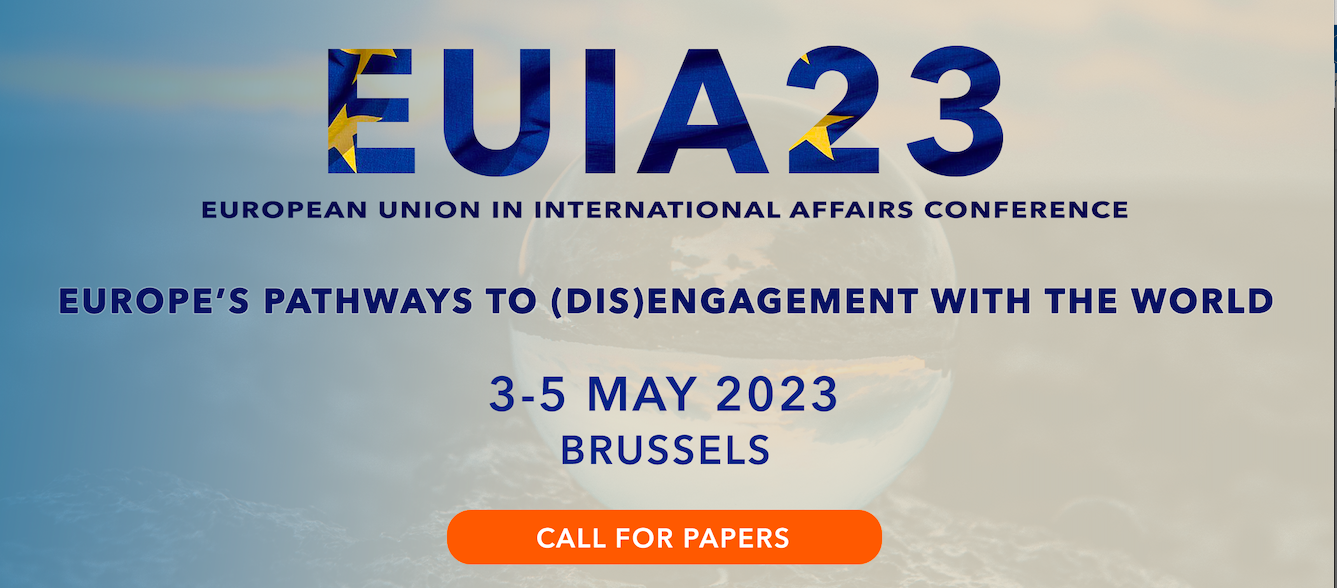 EUIA23
EUROPEAN UNION IN INTERNATIONAL AFFAIRS CONFERENCE
EUROPE’S PATHWAYS TO (DIS)ENGAGEMENT WITH THE WORLD
3-5 MAY 2023
BRUSSELS
CALL FOR PAPERS